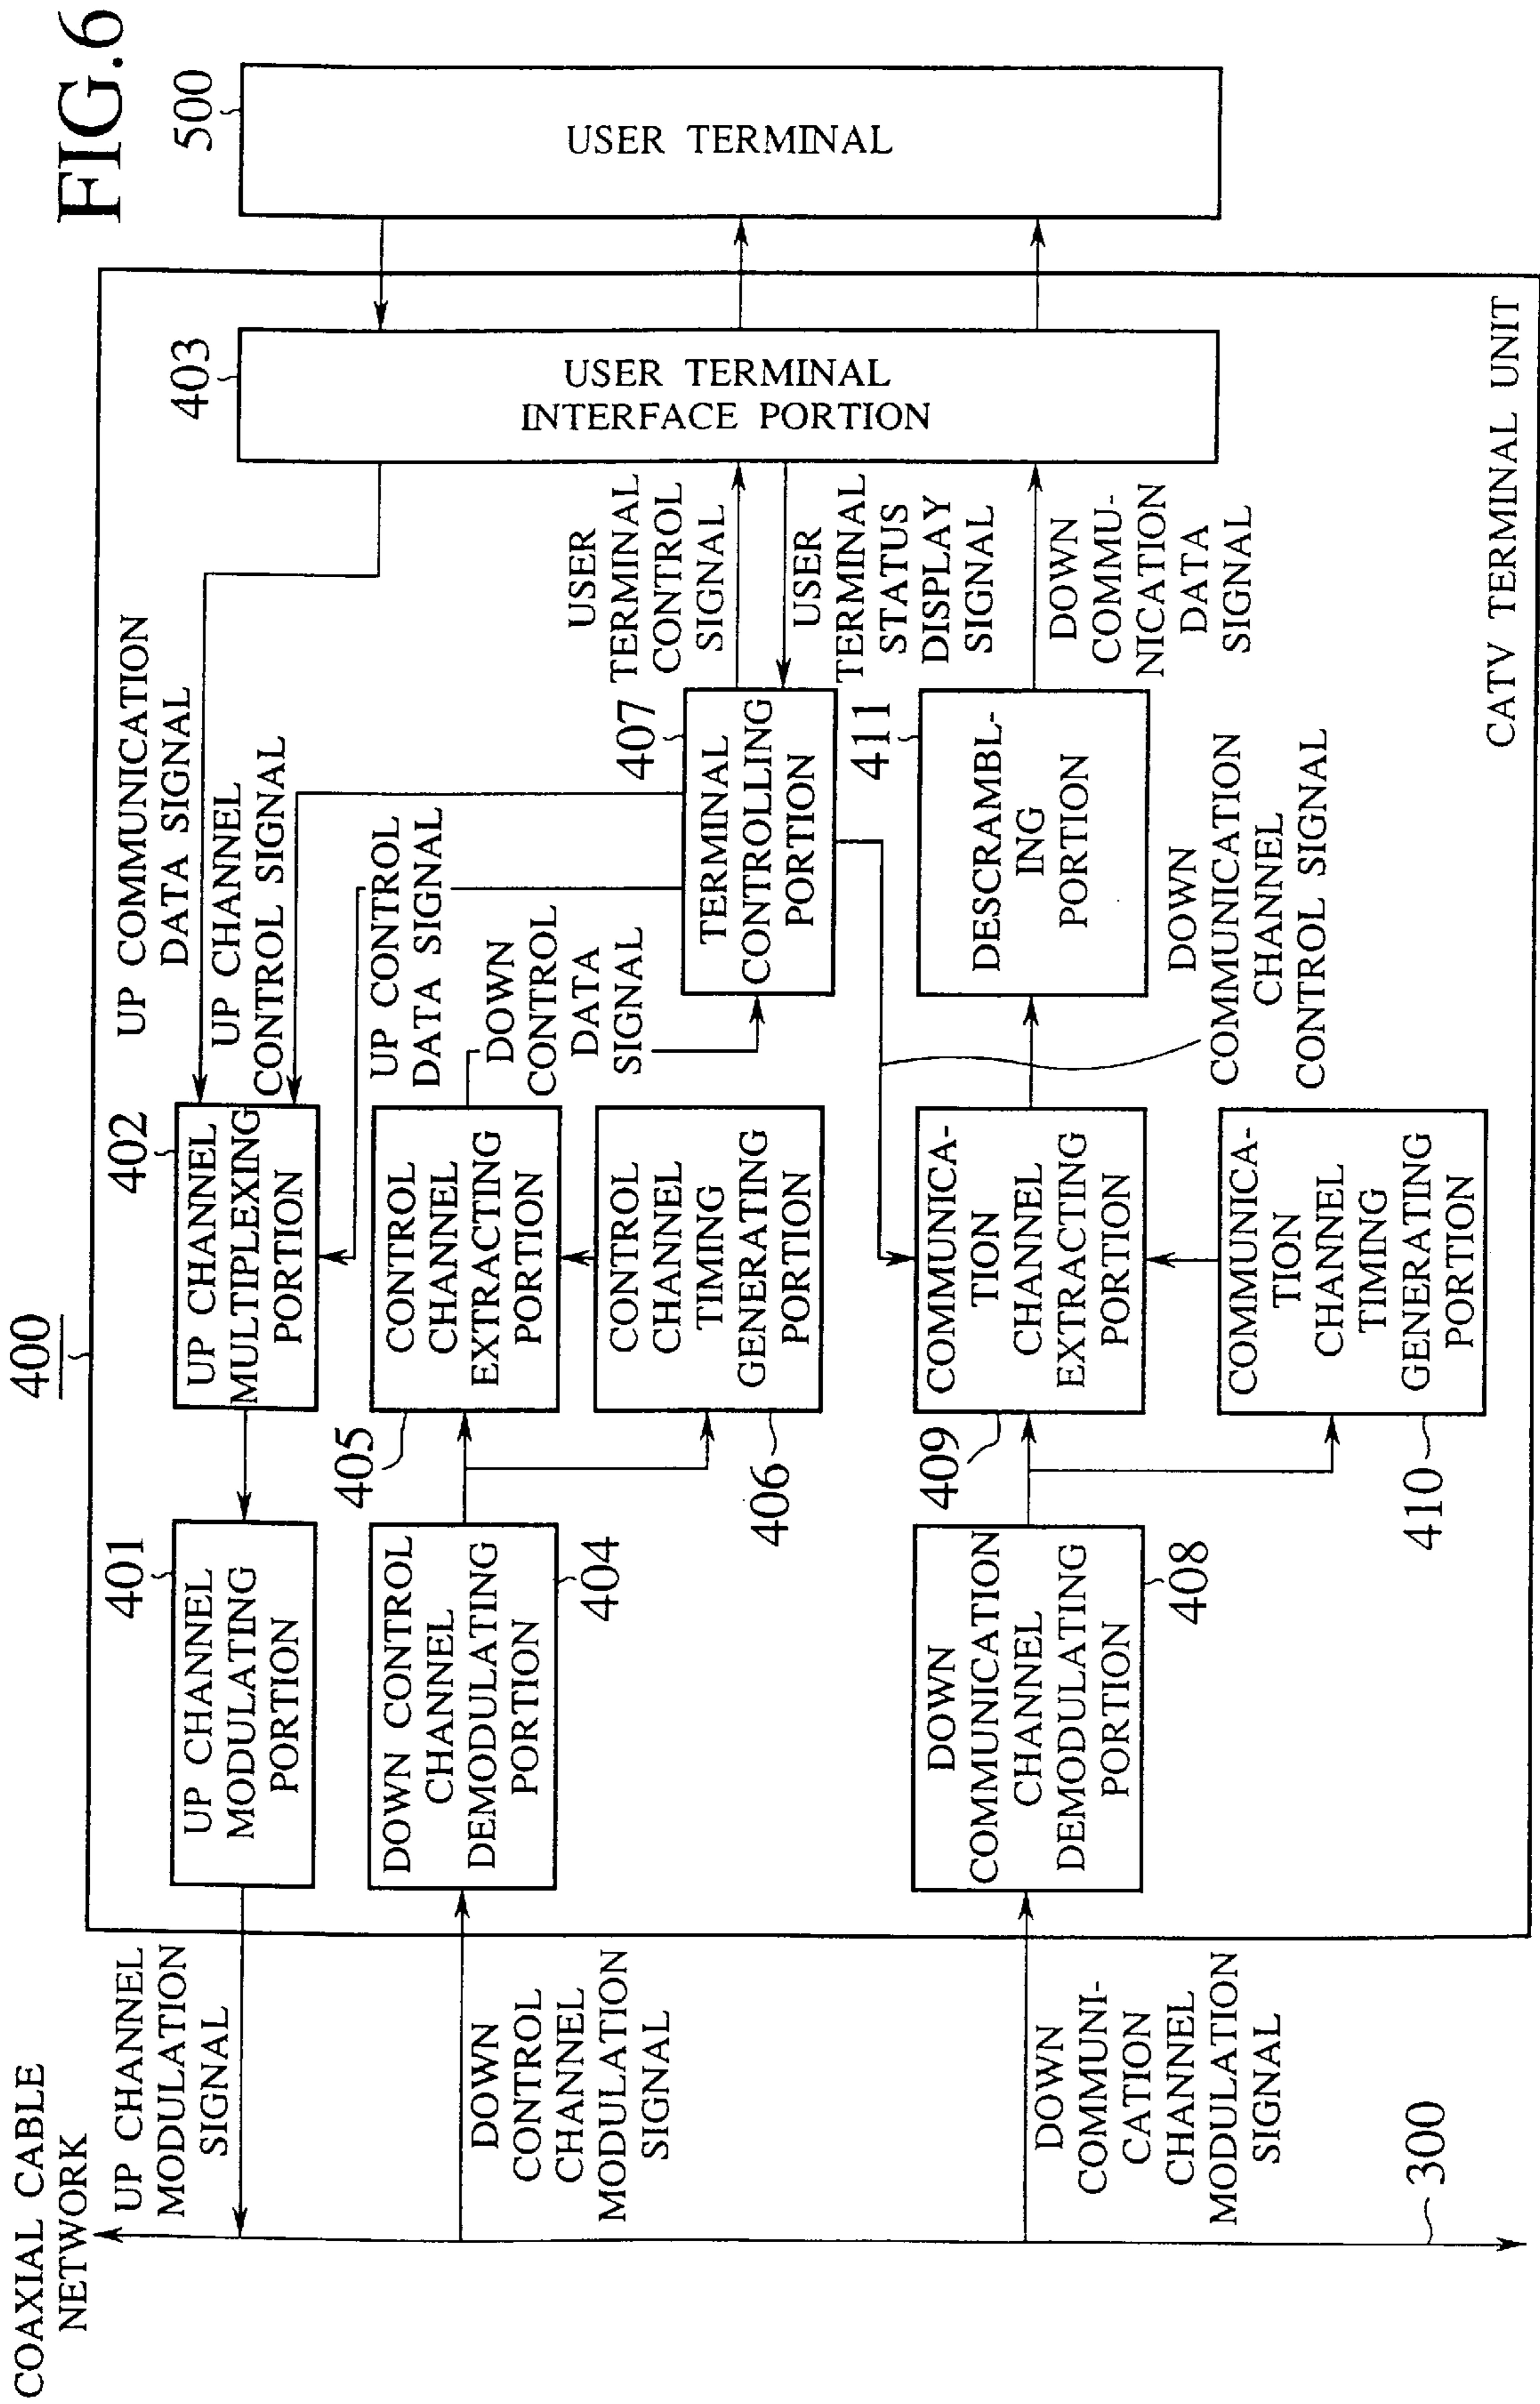 FIG.6
COAXIAL CABLE
NETWORK
300
400
UP CHANNEL
MODULATION
SIGNAL
401
UP CHANNEL
MODULATING
PORTION
402
UP CHANNEL
MULTIPLEXING
PORTION
UP COMMUNICATION
DATA SIGNAL
UP CHANNEL
CONTROL SIGNAL
UP CONTROL
DATA SIGNAL
DOWN
CONTROL
CHANNEL
MODULATION
SIGNAL
DOWN CONTROL
CHANNEL
DEMODULATING
PORTION
404
405
CONTROL
CHANNEL
EXTRACTING
PORTION
DOWN
CONTROL
DATA
SIGNAL
CONTROL
CHANNEL
TIMING
GENERATING
PORTION
406
407
TERMINAL
CONTROLLING
PORTION
USER
TERMINAL
CONTROL
SIGNAL
USER
TERMINAL
STATUS
DISPLAY
SIGNAL
403
USER TERMINAL
INTERFACE PORTION
500
USER TERMINAL
DOWN
COMMUNI-
CATION
CHANNEL
MODULATION
SIGNAL
DOWN
COMMUNICATION
CHANNEL
DEMODULATING
PORTION
408
409
COMMUNICA-
TION
CHANNEL
EXTRACTING
PORTION
411
DESCRAMBL-
ING
PORTION
DOWN
COMMU-
NICATION
DATA
SIGNAL
DOWN
COMMUNICATION
CHANNEL
CONTROL SIGNAL
COMMUNICA-
TION
CHANNEL
TIMING
GENERATING
PORTION
410
CATV TERMINAL UNIT